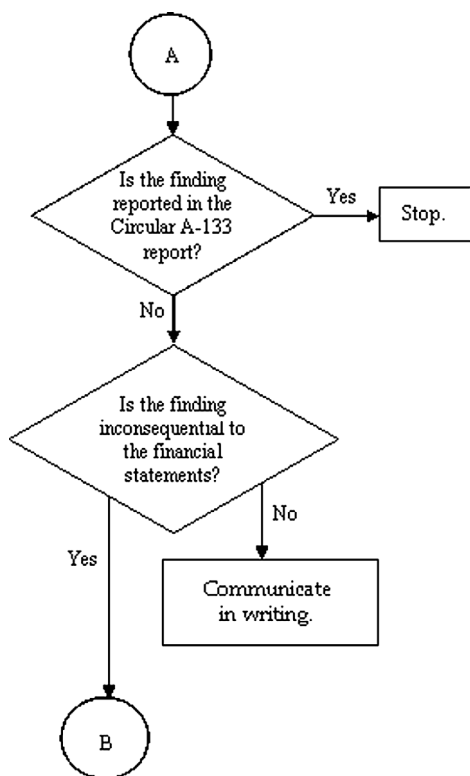 A
Is the finding
reported in the
Circular A-133
report?
Yes
Stop.
No
Is the finding
inconsequential to
the financial
statements?
No
Yes
Communicate
in writing.
B